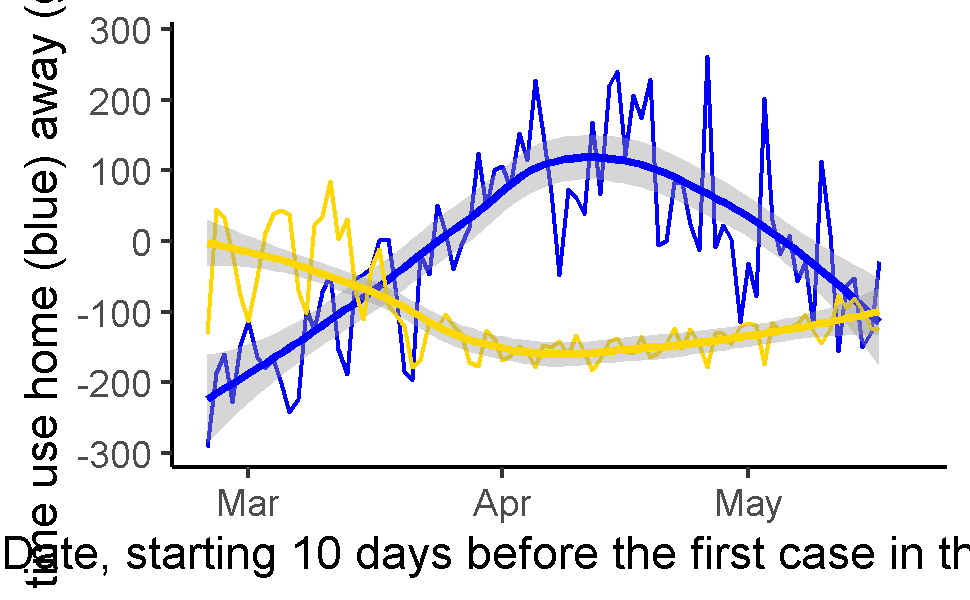 time use home (blue) away (
300
200
100
0
-100
-200
-300
Mar Apr May
Date, starting 10 days before the first case in th